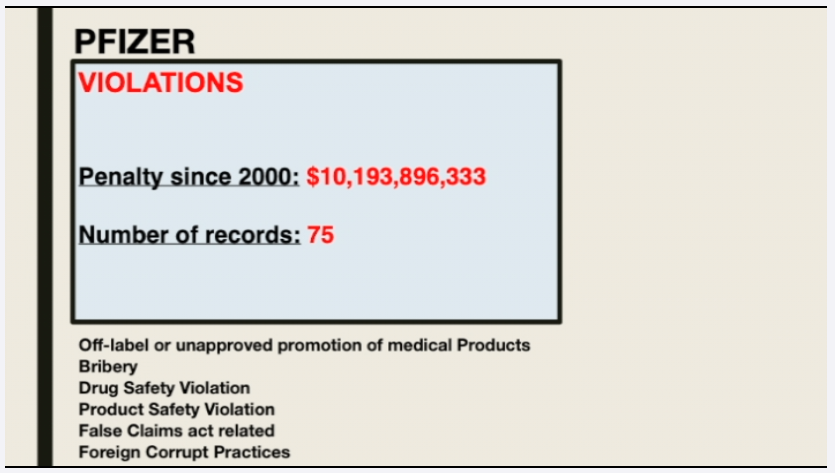 PFIZER
VIOLATIONS
Penalty since 2000: $10,193,896,333
Number of records: 75
Off-label or unapproved promotion of medical Products
Bribery
Drug Safety Violation
Product Safety Violation
False Claims act related
Foreign Corrupt Practices